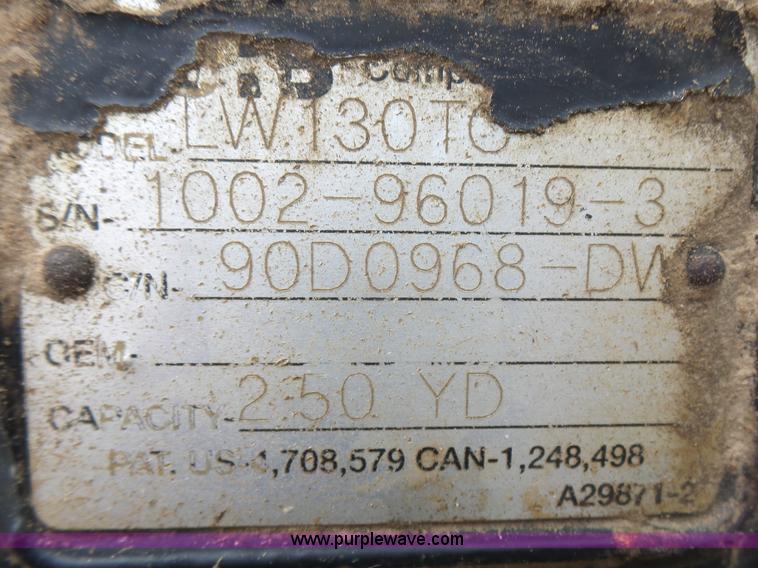 LW130TC
S/N- 1002-96019-3
90D0968-DW
OEM-
CAPACITY- 2.50 YD
PAT. US-4,708,579 CAN-1,248,498
A29871-2
www.purplewave.com